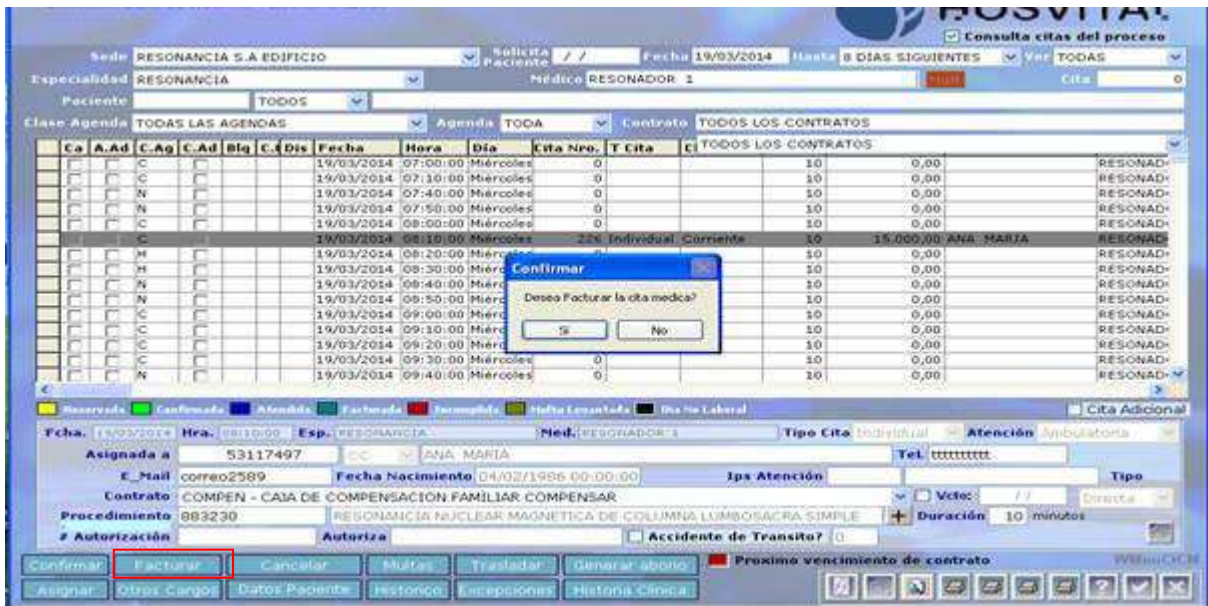 HOSVITAL
Consulta citas del proceso
Sede RESONANCIA S.A EDIFICIO Solicita Paciente / / Fecha 19/03/2014 Hasta 8 DIAS SIGUIENTES Ver TODAS
Especialidad RESONANCIA Médico RESONADOR 1 Mult Cita 0
Paciente TODOS
Clase Agenda TODAS LAS AGENDAS Agenda TODA Contrato TODOS LOS CONTRATOS
TODOS LOS CONTRATOS
Ca A.Ad C.Ag C.Ad Blq Dis Fecha Hora Día Cita Nro. T Cita
C 19/03/2014 07:00:00 Miércoles 0 10 0,00 RESONAD
C 19/03/2014 07:10:00 Miércoles 0 10 0,00 RESONAD
N 19/03/2014 07:40:00 Miércoles 0 10 0,00 RESONAD
N 19/03/2014 07:50:00 Miércoles 0 10 0,00 RESONAD
C 19/03/2014 08:00:00 Miércoles 0 10 0,00 RESONAD
C 19/03/2014 08:10:00 Miércoles 226 Individual Corriente 10 15.000,00 ANA MARIA RESONAD
H 19/03/2014 08:20:00 Mierc 10 0,00 RESONAD
H 19/03/2014 08:30:00 Mierc 10 0,00 RESONAD
N 19/03/2014 08:40:00 Mierc 10 0,00 RESONAD
N 19/03/2014 08:50:00 Mierc 10 0,00 RESONAD
C 19/03/2014 09:00:00 Mierc 10 0,00 RESONAD
C 19/03/2014 09:10:00 Mierc 10 0,00 RESONAD
C 19/03/2014 09:20:00 Mierc 10 0,00 RESONAD
C 19/03/2014 09:30:00 Miércoles 0 10 0,00 RESONAD
N 19/03/2014 09:40:00 Miércoles 0 10 0,00 RESONAD
Confirmar
Desea Facturar la cita medica?
Si No
Reservada Confirmada Atendida Facturada Incumplida Multa Levantada Dia No Laboral Cita Adicional
Fcha. 19/03/2014 Hra. 08:10:00 Esp. RESONANCIA Med. RESONADOR 1 Tipo Cita Individual Atención Ambulatoria
Asignada a 53117497 CC ANA MARIA Tel. tttttttttt
E_Mail correo2589 Fecha Nacimiento 04/02/1986 00:00:00 Ips Atención Tipo
Contrato COMPEN - CAJA DE COMPENSACION FAMILIAR COMPENSAR Vcto: / / Directa
Procedimiento 883230 RESONANCIA NUCLEAR MAGNETICA DE COLUMNA LUMBOSACRA SIMPLE + Duración 10 minutos
# Autorización Autoriza Accidente de Transito? 0
Confirmar Facturar Cancelar Multas Trasladar Generar abono Proximo vencimiento de contrato
Asignar Otros Cargos Datos Paciente Historico Excepciones Historia Clinica